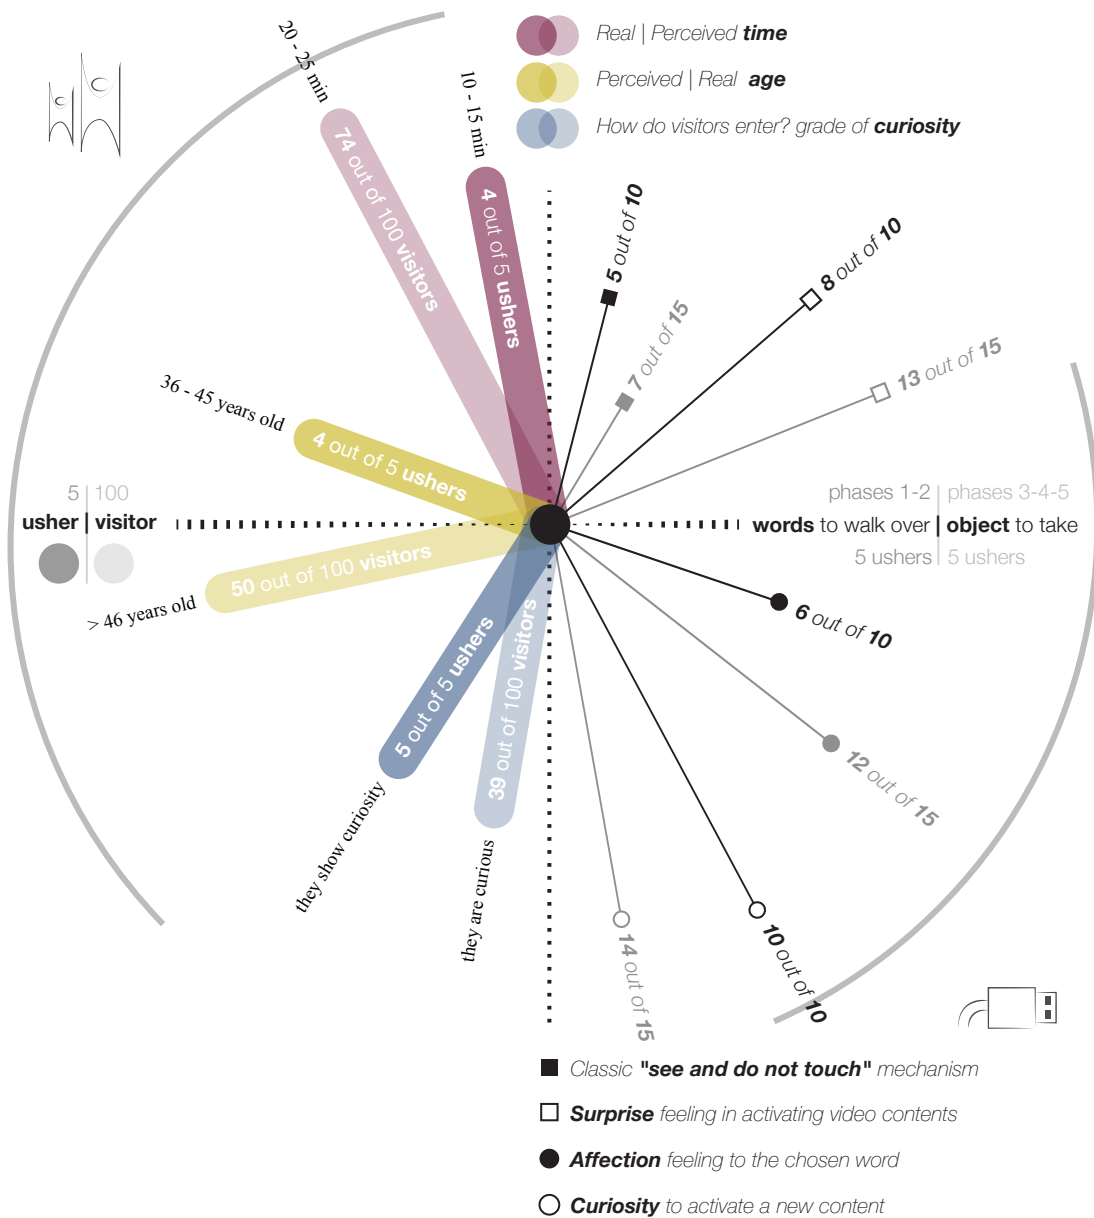 Real | Perceived time
Perceived | Real age
How do visitors enter? grade of curiosity
20 - 25 min
10 - 15 min
74 out of 100 visitors
4 out of 5 ushers
5 out of 10
8 out of 10
7 out of 15
13 out of 15
36 - 45 years old
4 out of 5 ushers
5 | 100
usher | visitor
phases 1-2 | phases 3-4-5
words to walk over | object to take
5 ushers | 5 ushers
50 out of 100 visitors
> 46 years old
5 out of 5 ushers
39 out of 100 visitors
6 out of 10
12 out of 15
they show curiosity
they are curious
14 out of 15
10 out of 10
Classic "see and do not touch" mechanism
Surprise feeling in activating video contents
Affection feeling to the chosen word
Curiosity to activate a new content